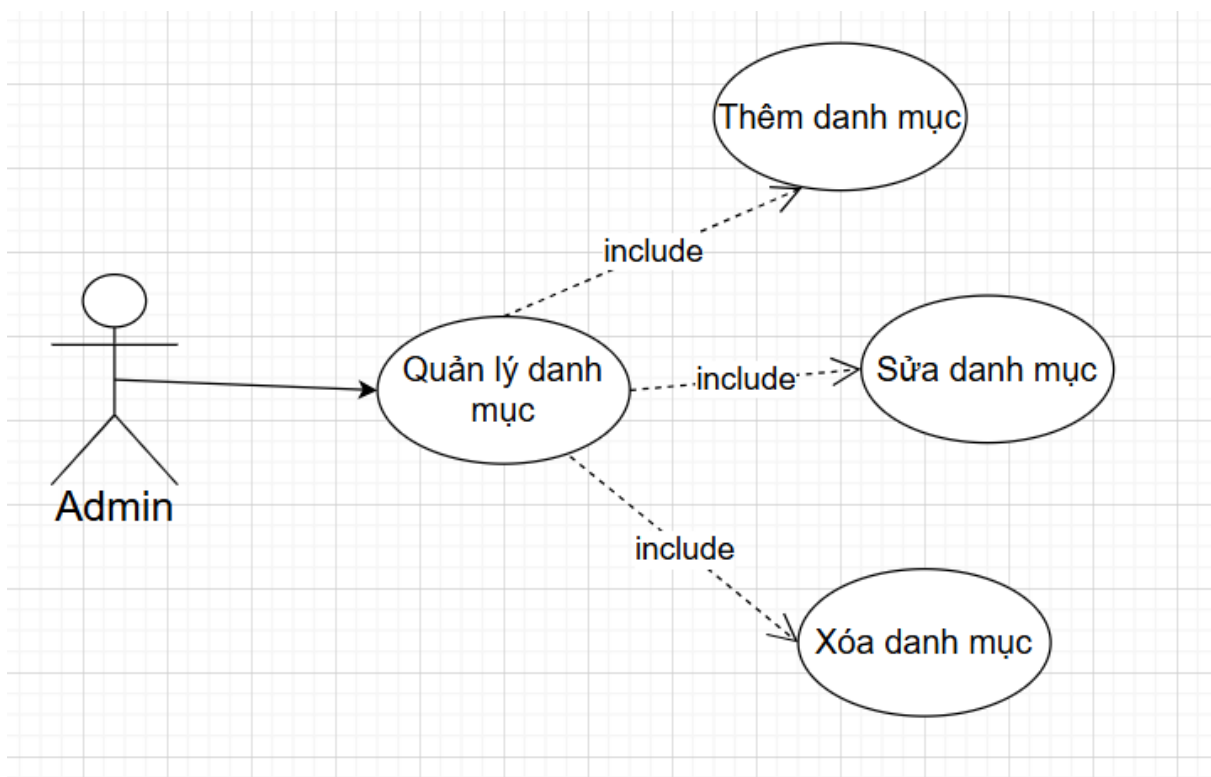 Thêm danh mục
include
Quản lý danh
mục
include
Sửa danh mục
Admin
include
Xóa danh mục